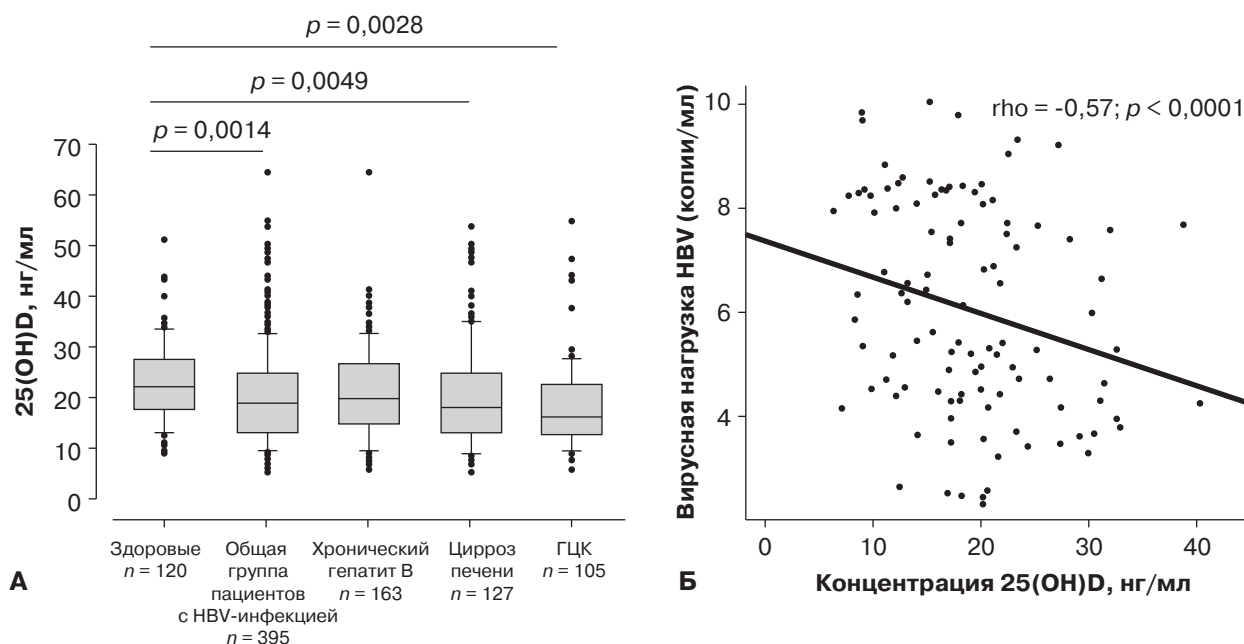 p = 0,0028
p = 0,0049
p = 0,0014
25(OH)D, нг/мл
70
60
50
40
30
20
10
0
Здоровые
n = 120
Общая
группа
пациентов
с HBV-инфекцией
n = 395
Хронический
гепатит В
n = 163
Цирроз
печени
n = 127
ГЦК
n = 105
А
rho = -0,57; p < 0,0001
Вирусная нагрузка HBV (копии/мл)
10
8
6
4
0
10
20
30
40
Концентрация 25(OH)D, нг/мл
Б